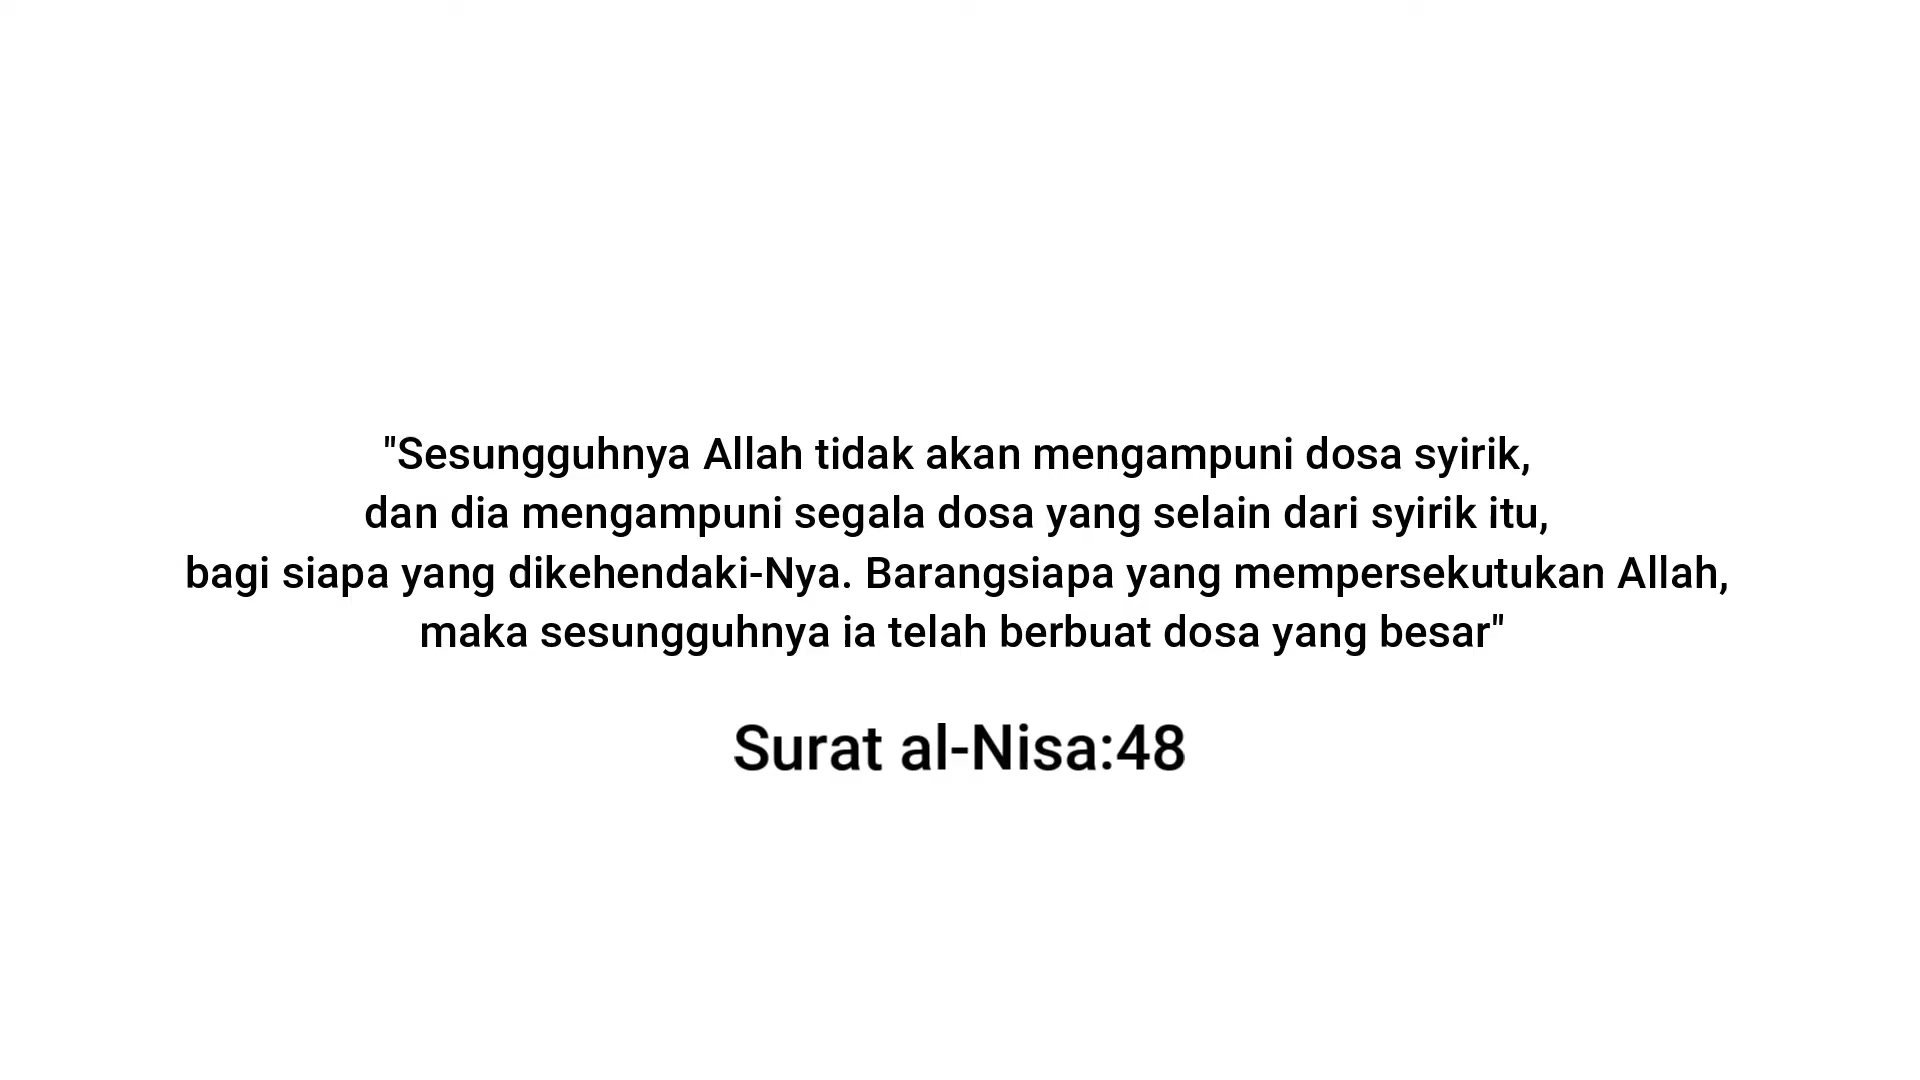 "Sesungguhnya Allah tidak akan mengampuni dosa syirik,
dan dia mengampuni segala dosa yang selain dari syirik itu,
bagi siapa yang dikehendaki-Nya. Barangsiapa yang mempersekutukan Allah,
maka sesungguhnya ia telah berbuat dosa yang besar"
Surat al-Nisa:48